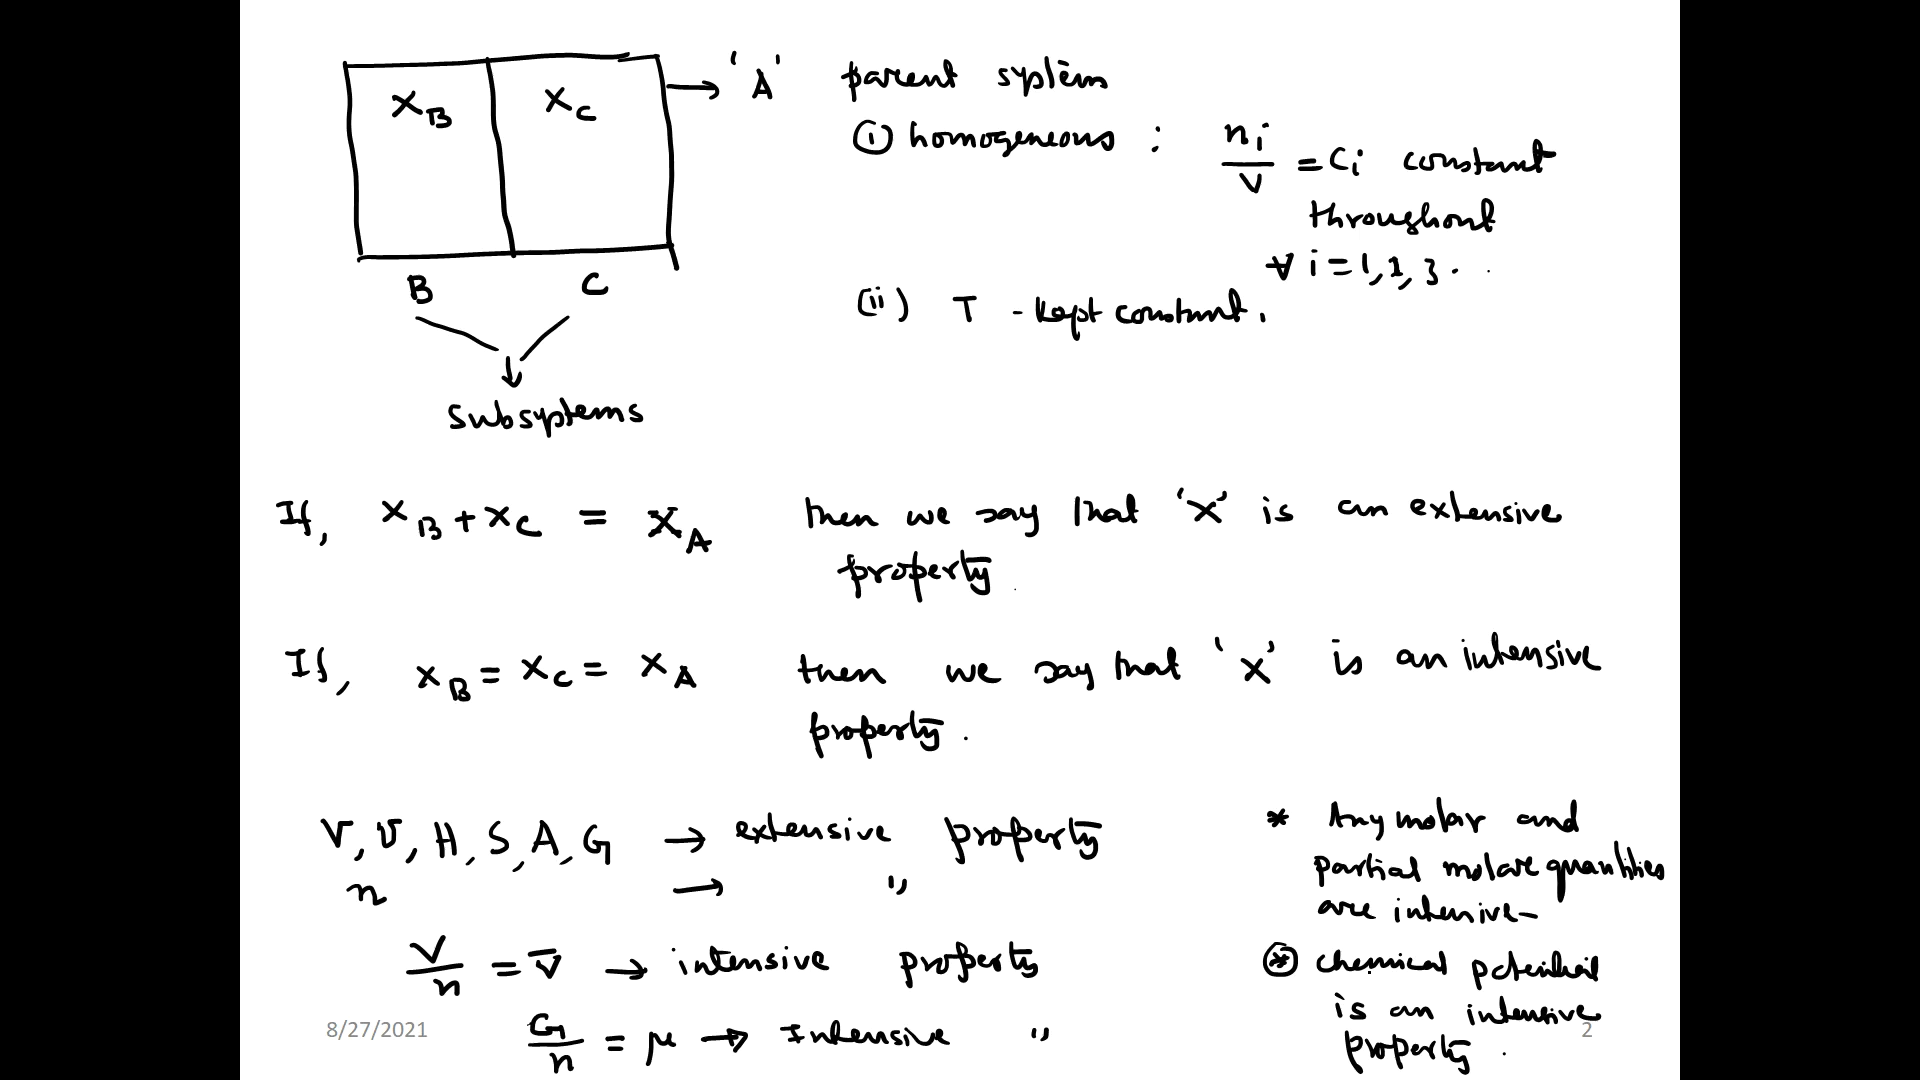 X_B X_C → 'A' parent system
① homogeneous : n_i/V = C_i constant
throughout
∀ i = 1, 2, 3 .
B C
(ii) T - kept constant.
Subsystems
If, X_B + X_C = X_A then we say that 'X' is an extensive
property
If, X_B = X_C = X_A then we say that 'X' is an intensive
property.
V, U, H, S, A, G → extensive property
n → "
V/n = V̅ → intensive property
G/n = μ → Intensive "
* Any molar and
partial molar quantities
are intensive-
⊛ chemical potential
is an intensive
property.
8/27/2021
2